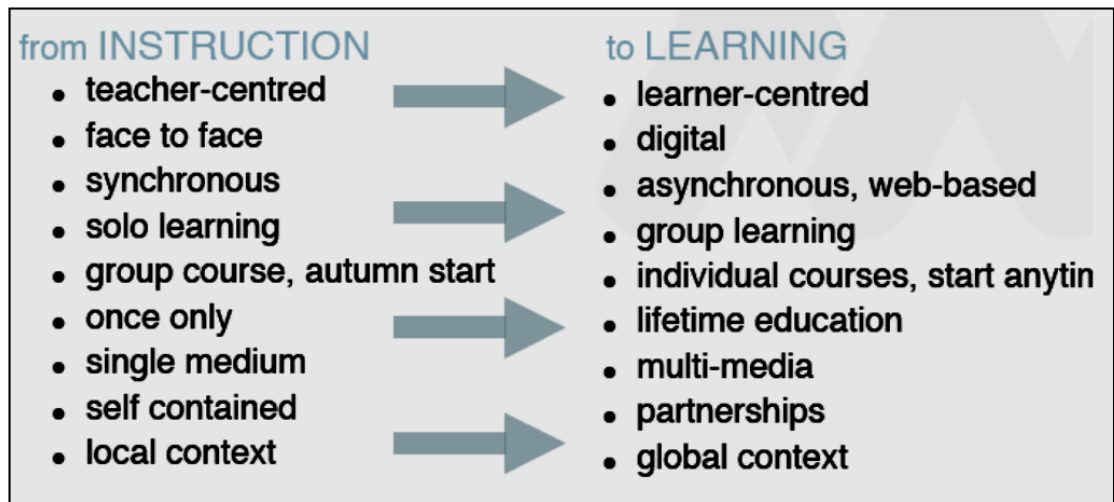 from INSTRUCTION
• teacher-centred
• face to face
• synchronous
• solo learning
• group course, autumn start
• once only
• single medium
• self contained
• local context
to LEARNING
• learner-centred
• digital
• asynchronous, web-based
• group learning
• individual courses, start anytin
• lifetime education
• multi-media
• partnerships
• global context